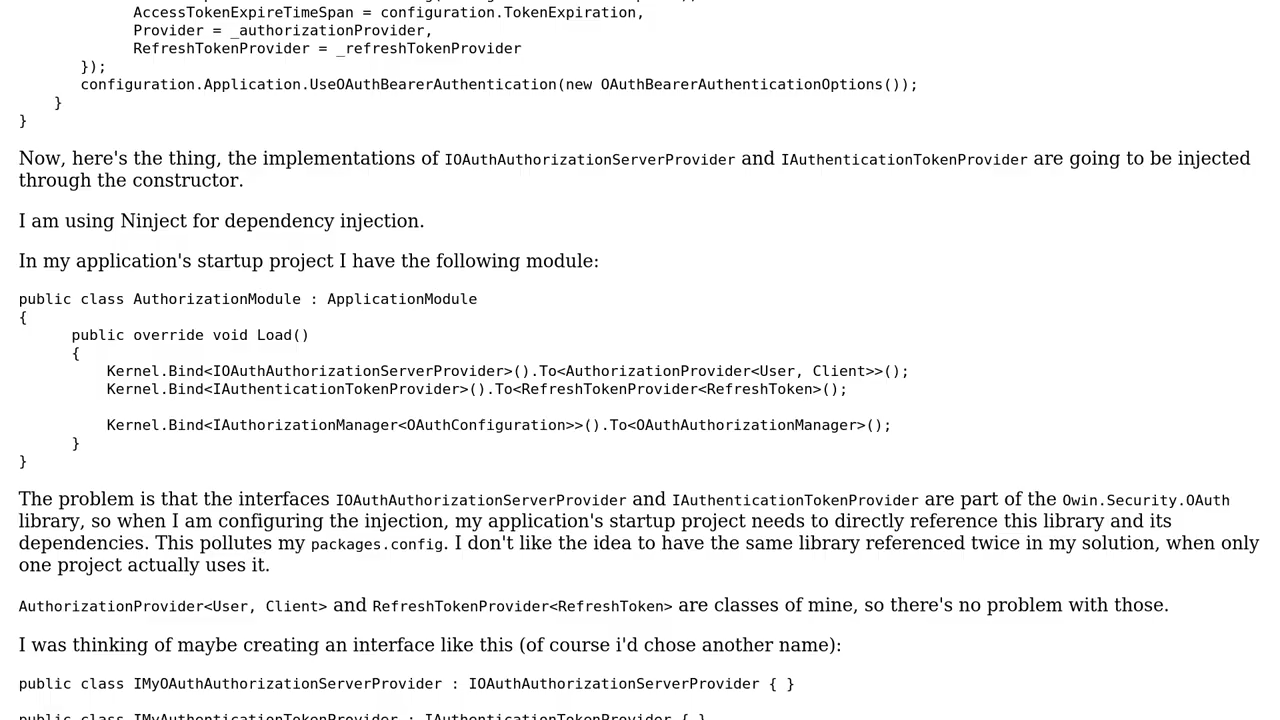 AccessTokenExpireTimeSpan = configuration.TokenExpiration,
Provider = _authorizationProvider,
RefreshTokenProvider = _refreshTokenProvider
});
configuration.Application.UseOAuthBearerAuthentication(new OAuthBearerAuthenticationOptions());
}
}
Now, here's the thing, the implementations of IOAuthAuthorizationServerProvider and IAuthenticationTokenProvider are going to be injected
through the constructor.
I am using Ninject for dependency injection.
In my application's startup project I have the following module:
public class AuthorizationModule : ApplicationModule
{
public override void Load()
{
Kernel.Bind<IOAuthAuthorizationServerProvider>().To<AuthorizationProvider<User, Client>>();
Kernel.Bind<IAuthenticationTokenProvider>().To<RefreshTokenProvider<RefreshToken>();
Kernel.Bind<IAuthorizationManager<OAuthConfiguration>>().To<OAuthAuthorizationManager>();
}
}
The problem is that the interfaces IOAuthAuthorizationServerProvider and IAuthenticationTokenProvider are part of the Owin.Security.OAuth
library, so when I am configuring the injection, my application's startup project needs to directly reference this library and its
dependencies. This pollutes my packages.config. I don't like the idea to have the same library referenced twice in my solution, when only
one project actually uses it.
AuthorizationProvider<User, Client> and RefreshTokenProvider<RefreshToken> are classes of mine, so there's no problem with those.
I was thinking of maybe creating an interface like this (of course i'd chose another name):
public class IMyOAuthAuthorizationServerProvider : IOAuthAuthorizationServerProvider { }
public class IMyAuthenticationTokenProvider : IAuthenticationTokenProvider { }